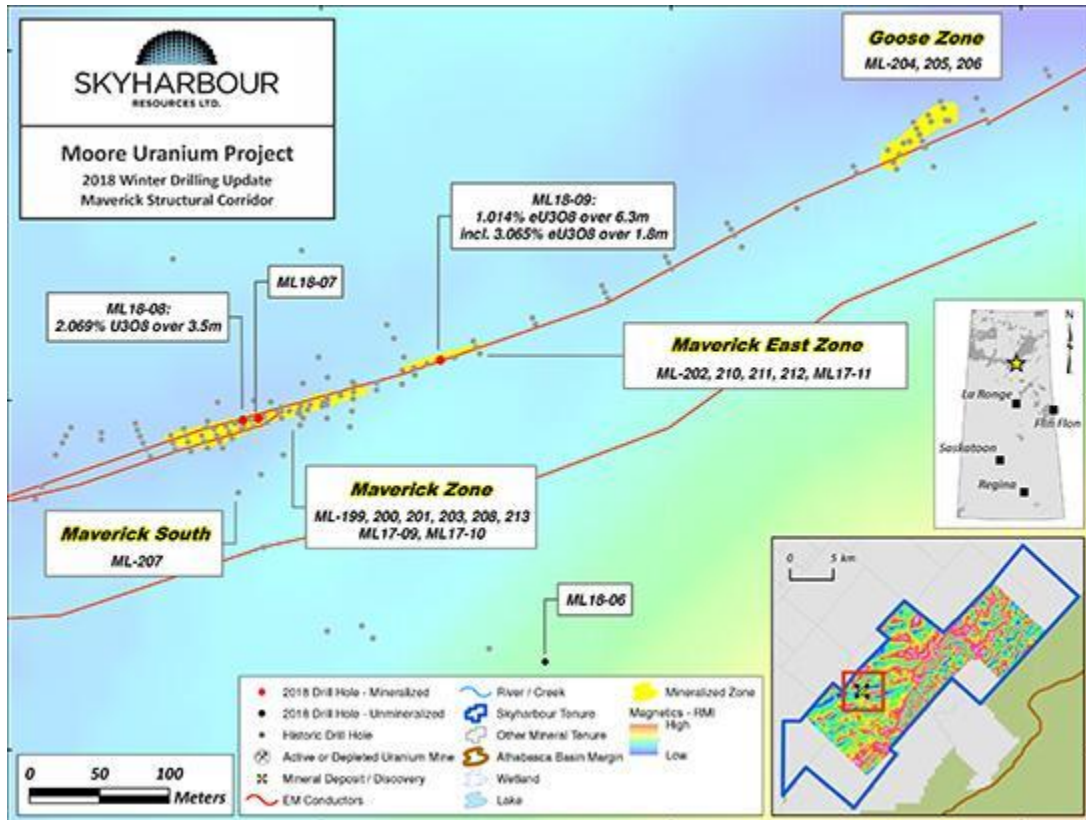 SKYHARBOUR
RESOURCES LTD.
Moore Uranium Project
2018 Winter Drilling Update
Maverick Structural Corridor
Goose Zone
ML-204, 205, 206
ML18-09:
1.014% eU3O8 over 6.3m
incl. 3.065% eU3O8 over 1.8m
ML18-07
ML18-08:
2.069% U3O8 over 3.5m
Maverick East Zone
ML-202, 210, 211, 212, ML17-11
Maverick Zone
ML-199, 200, 201, 203, 208, 213
ML17-09, ML17-10
Maverick South
ML-207
ML18-06
N
La Ronge
Flin Flon
Saskatoon
Regina
0 5 km
2018 Drill Hole - Mineralized
2018 Drill Hole - Unmineralized
Historic Drill Hole
Active or Depleted Uranium Mine
Mineral Deposit / Discovery
EM Conductors
River / Creek
Skyharbour Tenure
Other Mineral Tenure
Athabasca Basin Margin
Wetland
Lake
Mineralized Zone
Magnetics - RMI
High
Low
0 50 100
Meters